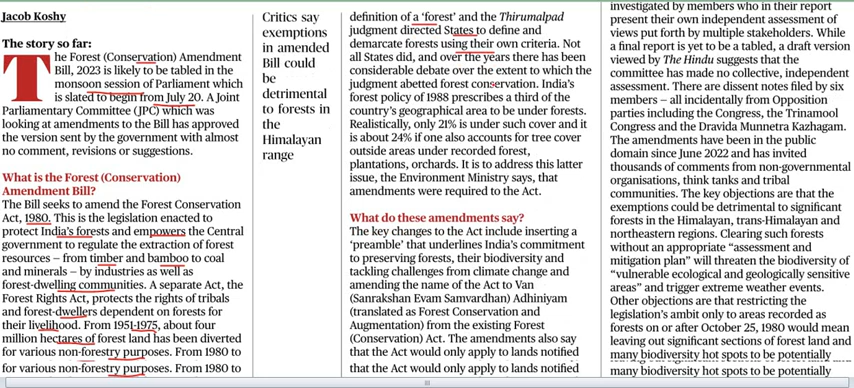 Jacob Koshy
The story so far:
The Forest (Conservation) Amendment
Bill, 2023 is likely to be tabled in the
monsoon session of Parliament which
is slated to begin from July 20. A Joint
Parliamentary Committee (JPC) which was
looking at amendments to the Bill has approved
the version sent by the government with almost
no comment, revisions or suggestions.
What is the Forest (Conservation)
Amendment Bill?
The Bill seeks to amend the Forest Conservation
Act, 1980. This is the legislation enacted to
protect India's forests and empowers the Central
government to regulate the extraction of forest
resources — from timber and bamboo to coal
and minerals — by industries as well as
forest-dwelling communities. A separate Act, the
Forest Rights Act, protects the rights of tribals
and forest-dwellers dependent on forests for
their livelihood. From 1951-1975, about four
million hectares of forest land has been diverted
for various non-forestry purposes. From 1980 to
for various non-forestry purposes. From 1980 to
Critics say
exemptions
in amended
Bill could
be
detrimental
to forests in
the
Himalayan
range
definition of a ‘forest’ and the Thirumalpad
judgment directed States to define and
demarcate forests using their own criteria. Not
all States did, and over the years there has been
considerable debate over the extent to which the
judgment abetted forest conservation. India's
forest policy of 1988 prescribes a third of the
country's geographical area to be under forests.
Realistically, only 21% is under such cover and it
is about 24% if one also accounts for tree cover
outside areas under recorded forest,
plantations, orchards. It is to address this latter
issue, the Environment Ministry says, that
amendments were required to the Act.
What do these amendments say?
The key changes to the Act include inserting a
‘preamble’ that underlines India's commitment
to preserving forests, their biodiversity and
tackling challenges from climate change and
amending the name of the Act to Van
(Sanrakshan Evam Samvardhan) Adhiniyam
(translated as Forest Conservation and
Augmentation) from the existing Forest
(Conservation) Act. The amendments also say
that the Act would only apply to lands notified
that the Act would only apply to lands notified
investigated by members who in their report
present their own independent assessment of
views put forth by multiple stakeholders. While
a final report is yet to be a tabled, a draft version
viewed by The Hindu suggests that the
committee has made no collective, independent
assessment. There are dissent notes filed by six
members — all incidentally from Opposition
parties including the Congress, the Trinamool
Congress and the Dravida Munnetra Kazhagam.
The amendments have been in the public
domain since June 2022 and has invited
thousands of comments from non-governmental
organisations, think tanks and tribal
communities. The key objections are that the
exemptions could be detrimental to significant
forests in the Himalayan, trans-Himalayan and
northeastern regions. Clearing such forests
without an appropriate “assessment and
mitigation plan” will threaten the biodiversity of
“vulnerable ecological and geologically sensitive
areas” and trigger extreme weather events.
Other objections are that restricting the
legislation's ambit only to areas recorded as
forests on or after October 25, 1980 would mean
leaving out significant sections of forest land and
many biodiversity hot spots to be potentially
many biodiversity hot spots to be potentially